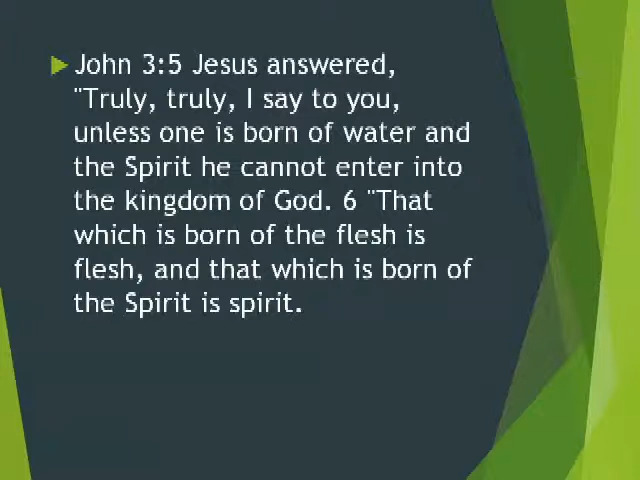 John 3:5 Jesus answered,
"Truly, truly, I say to you,
unless one is born of water and
the Spirit he cannot enter into
the kingdom of God. 6 "That
which is born of the flesh is
flesh, and that which is born of
the Spirit is spirit.